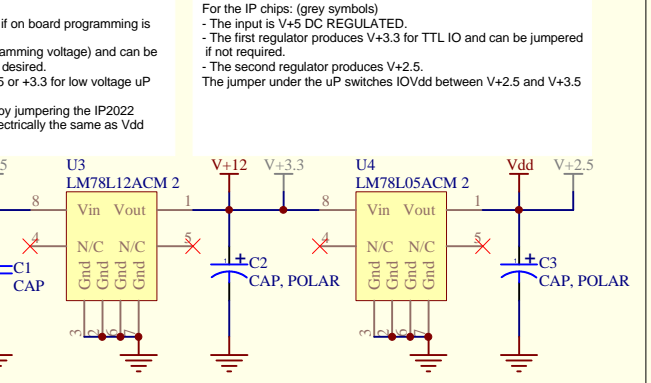 if on board programming is
amming voltage) and can be
desired.
5 or +3.3 for low voltage uP
by jumpering the IP2022
ectrically the same as Vdd
For the IP chips: (grey symbols)
- The input is V+5 DC REGULATED.
- The first regulator produces V+3.3 for TTL IO and can be jumpered
if not required.
- The second regulator produces V+2.5.
The jumper under the uP switches IOVdd between V+2.5 and V+3.5
5
U3
LM78L12ACM 2
V+12
V+3.3
U4
LM78L05ACM 2
Vdd
V+2.5
8
Vin
Vout
1
8
Vin
Vout
1
4
N/C
N/C
5
4
N/C
N/C
5
Gnd
Gnd
Gnd
Gnd
Gnd
Gnd
Gnd
Gnd
C1
CAP
1
C2
CAP, POLAR
1
C3
CAP, POLAR
3
2
6
7
3
2
6
7